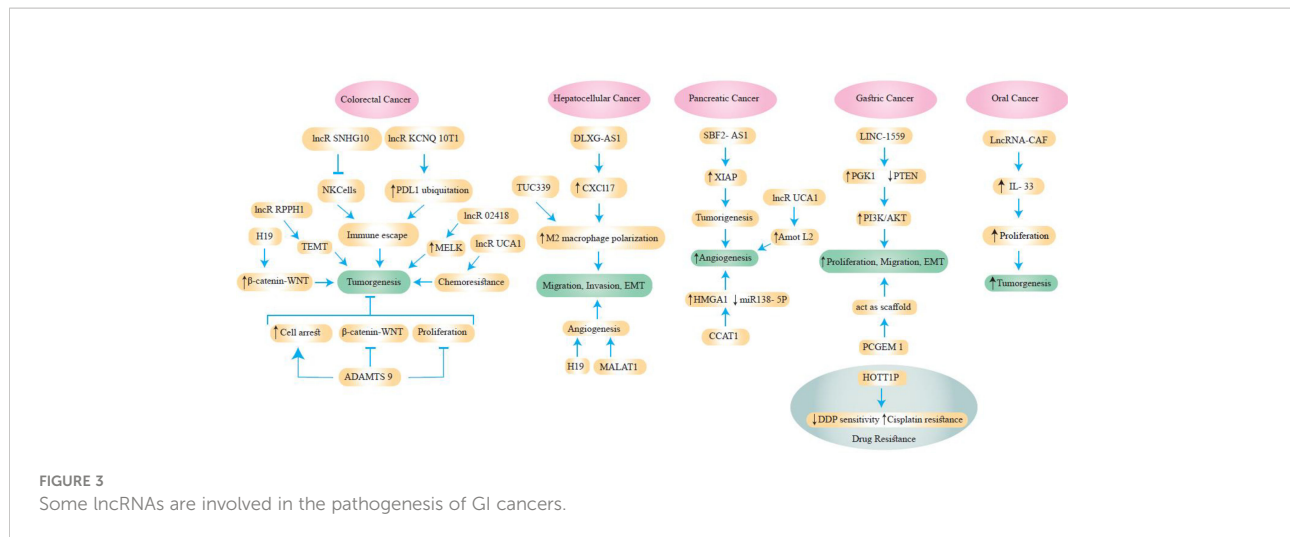 Colorectal Cancer
lncR SNHG10
lncR KCNQ 10T1
NKCells
↑PDL1 ubiquitation
lncR RPPH1
lncR 02418
H19
TEMT
Immune escape
↑MELK
lncR UCA1
↑β-catenin-WNT
Tumorgenesis
Chemoresistance
↑Cell arrest
β-catenin-WNT
Proliferation
ADAMTS 9
Hepatocellular Cancer
DLXG-AS1
TUC339
↑CXCl17
↑M2 macrophage polarization
Migration, Invasion, EMT
Angiogenesis
H19
MALAT1
Pancreatic Cancer
SBF2- AS1
↑XIAP
lncR UCA1
Tumorigenesis
↑Amot L2
↑Angiogenesis
↑HMGA1 ↓miR138- 5P
CCAT1
Gastric Cancer
LINC-1559
↑PGK1 ↓PTEN
↑PI3K/AKT
↑Proliferation, Migration, EMT
act as scaffold
PCGEM 1
HOTT1P
↓DDP sensitivity ↑Cisplatin resistance
Drug Resistance
Oral Cancer
LncRNA-CAF
↑ IL- 33
↑Proliferation
↑Tumorgenesis
FIGURE 3
Some lncRNAs are involved in the pathogenesis of GI cancers.